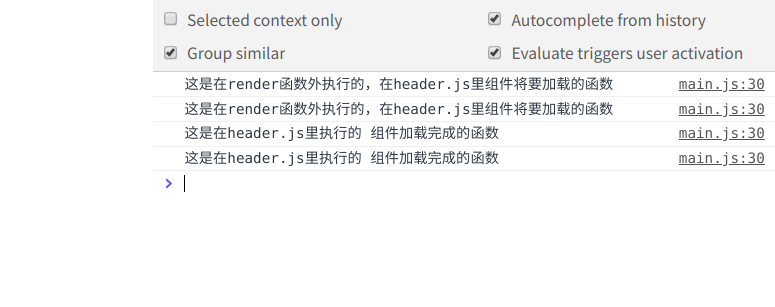 Selected context only
Autocomplete from history
Group similar
Evaluate triggers user activation
这是在render函数外执行的，在header.js里组件将要加载的函数 main.js:30
这是在render函数外执行的，在header.js里组件将要加载的函数 main.js:30
这是在header.js里执行的 组件加载完成的函数 main.js:30
这是在header.js里执行的 组件加载完成的函数 main.js:30